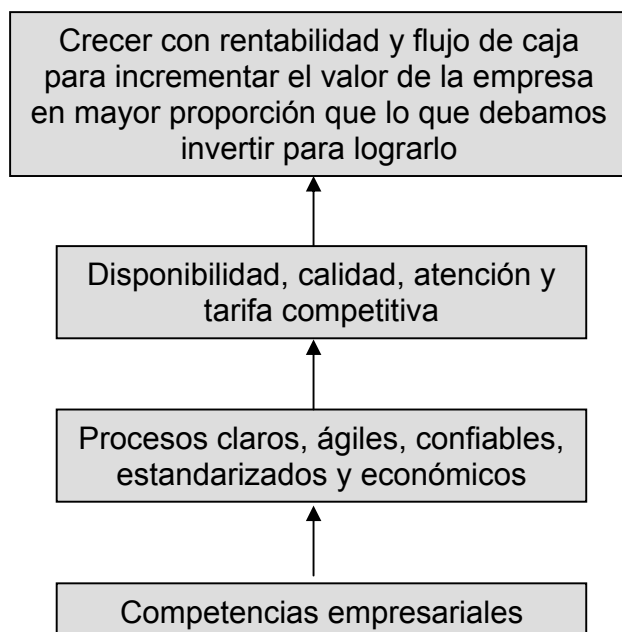 Crecer con rentabilidad y flujo de caja
para incrementar el valor de la empresa
en mayor proporción que lo que debamos
invertir para lograrlo
Disponibilidad, calidad, atención y
tarifa competitiva
Procesos claros, ágiles, confiables,
estandarizados y económicos
Competencias empresariales